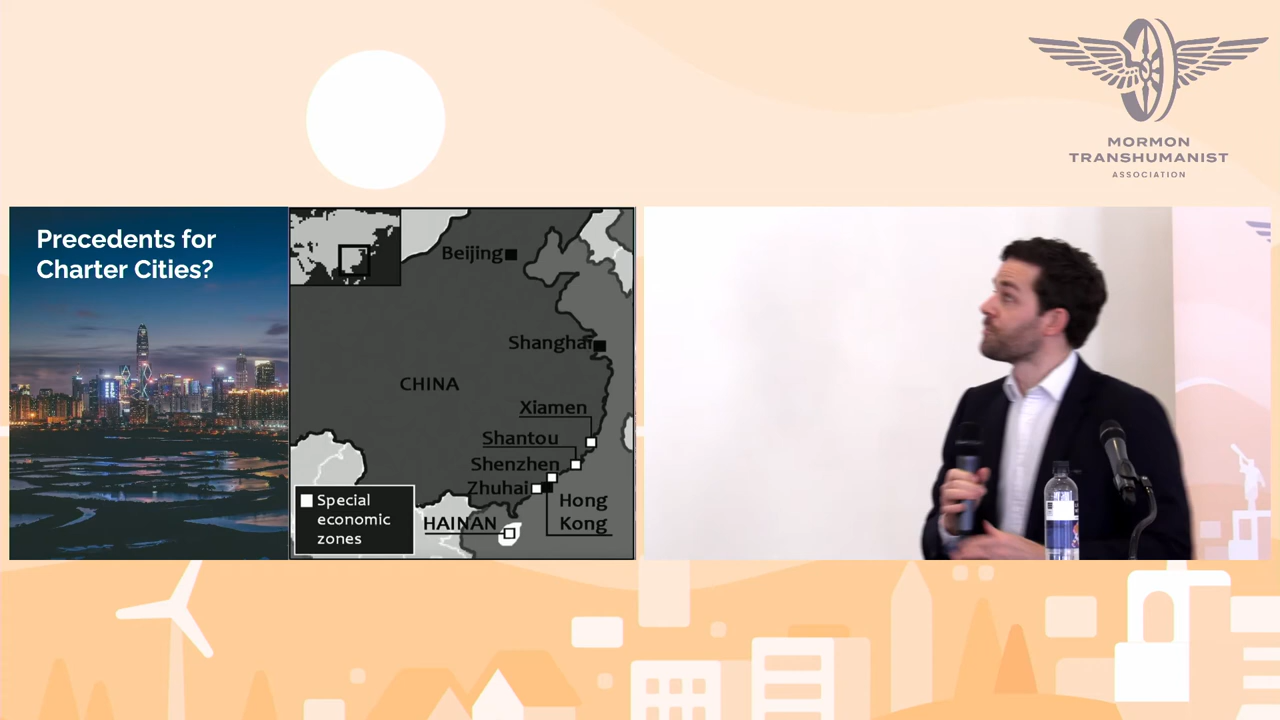 MORMON
TRANSHUMANIST
ASSOCIATION
Precedents for
Charter Cities?
Beijing
Shanghai
CHINA
Xiamen
Shantou
Shenzhen
Zhuhai
Hong
Kong
HAINAN
Special
economic
zones